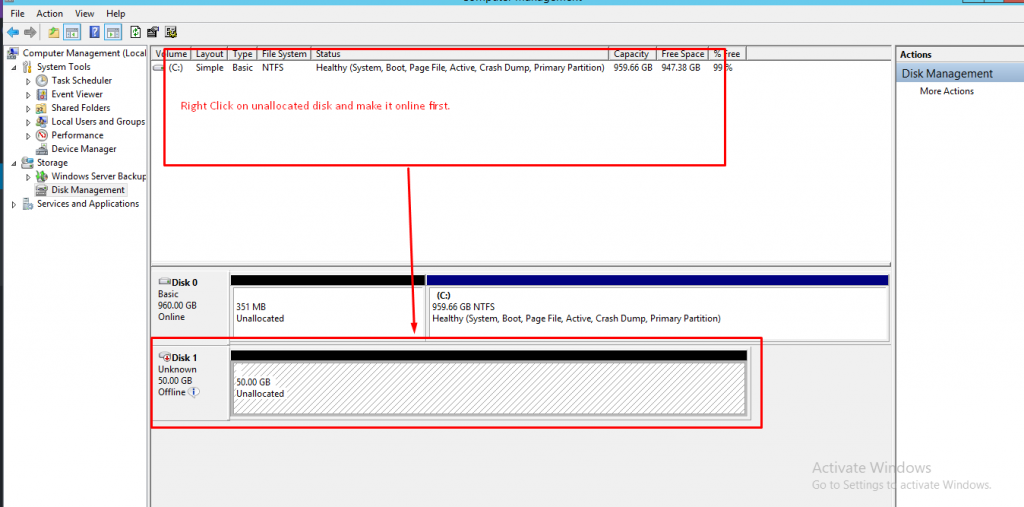 Computer Management
File Action View Help
Computer Management (Local
System Tools
Task Scheduler
Event Viewer
Shared Folders
Local Users and Groups
Performance
Device Manager
Storage
Windows Server Backup
Disk Management
Services and Applications
Volume Layout Type File System Status Capacity Free Space % Free
(C:) Simple Basic NTFS Healthy (System, Boot, Page File, Active, Crash Dump, Primary Partition) 959.66 GB 947.38 GB 99 %
Right Click on unallocated disk and make it online first.
Disk 0
Basic
960.00 GB
Online
351 MB
Unallocated
(C:)
959.66 GB NTFS
Healthy (System, Boot, Page File, Active, Crash Dump, Primary Partition)
Disk 1
Unknown
50.00 GB
Offline
50.00 GB
Unallocated
Actions
Disk Management
More Actions
Activate Windows
Go to Settings to activate Windows.